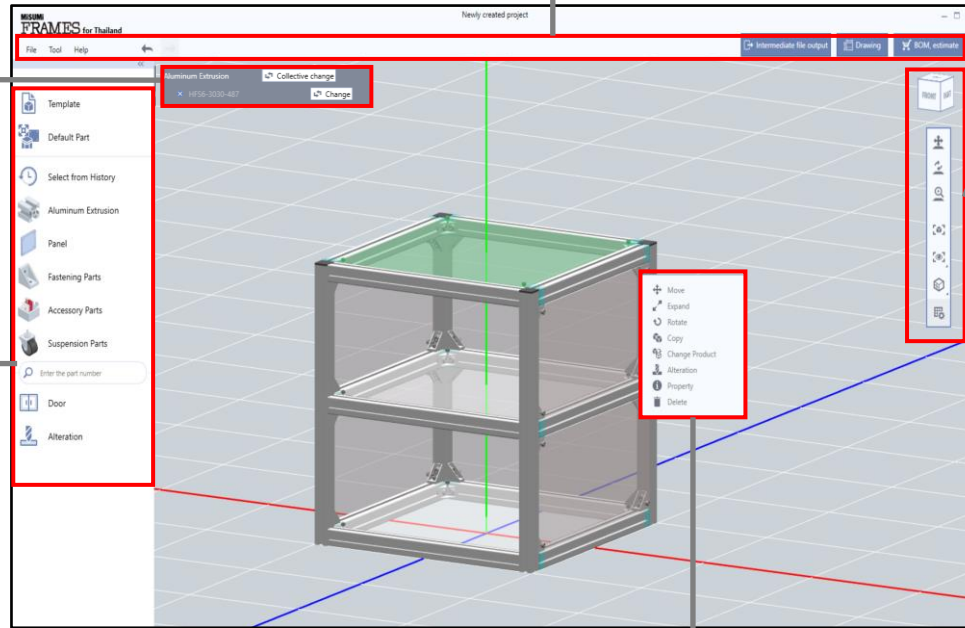 MiSUMi
FRAMES for Thailand
Newly created project
File Tool Help
Intermediate file output
Drawing
BOM, estimate
Aluminum Extrusion
Collective change
HFS6-3030-487
Change
Template
Default Part
Select from History
Aluminum Extrusion
Panel
Fastening Parts
Accessory Parts
Suspension Parts
Enter the part number
Door
Alteration
Move
Expand
Rotate
Copy
Change Product
Alteration
Property
Delete
FRONT